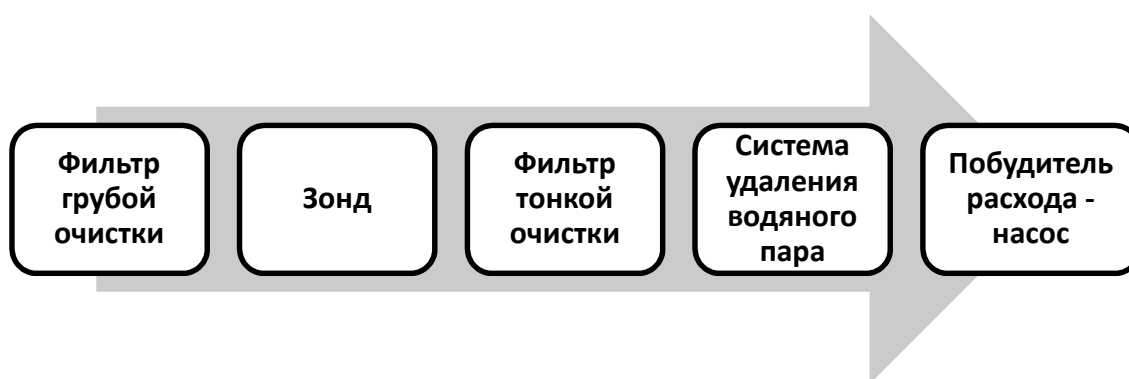 Фильтр
грубой
очистки
Зонд
Фильтр
тонкой
очистки
Система
удаления
водяного
пара
Побудитель
расхода -
насос